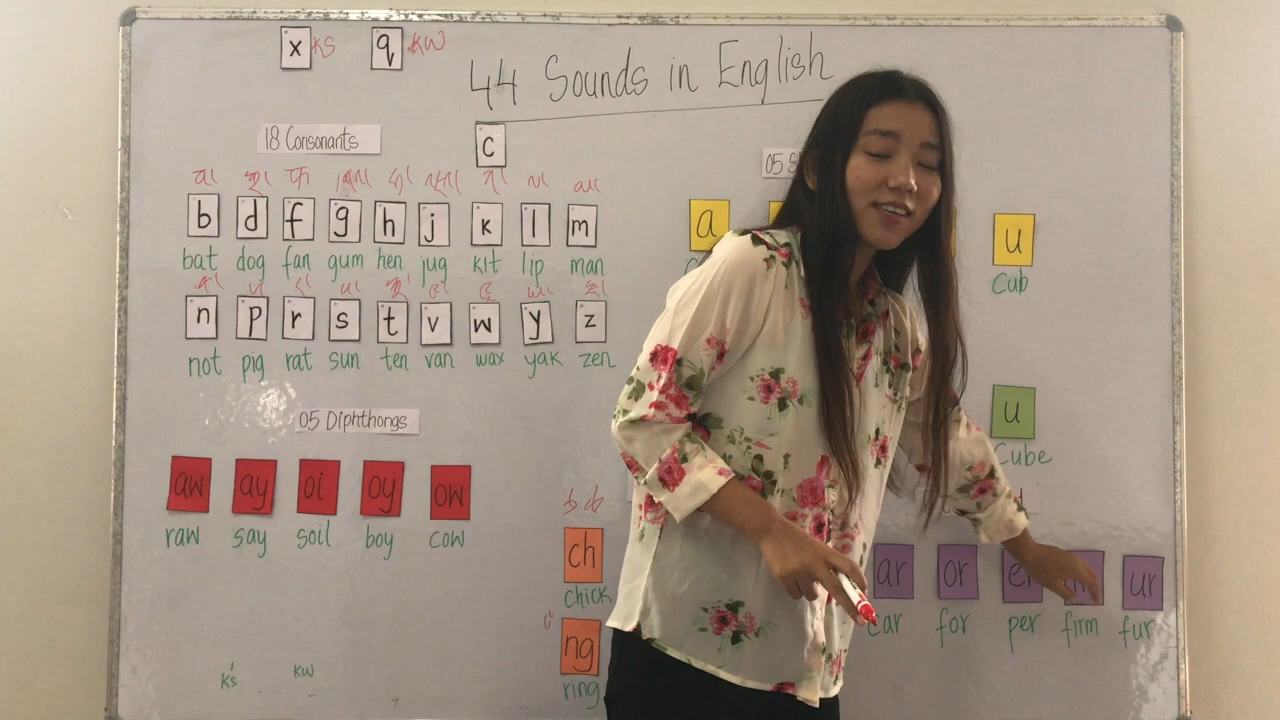 x ks q kw
44 Sounds in English
18 Consonants
c
05 S
b d f g h j k l m
bat dog fan gum hen jug kit lip man
n p r s t v w y z
not pig rat sun ten van wax yak zen
a u
Cub
05 Diphthongs
u
Cube
aw ay oi oy ow
raw say soil boy cow
ch
chick
ng
ring
ar or er ur
car for per firm fur
ks kw